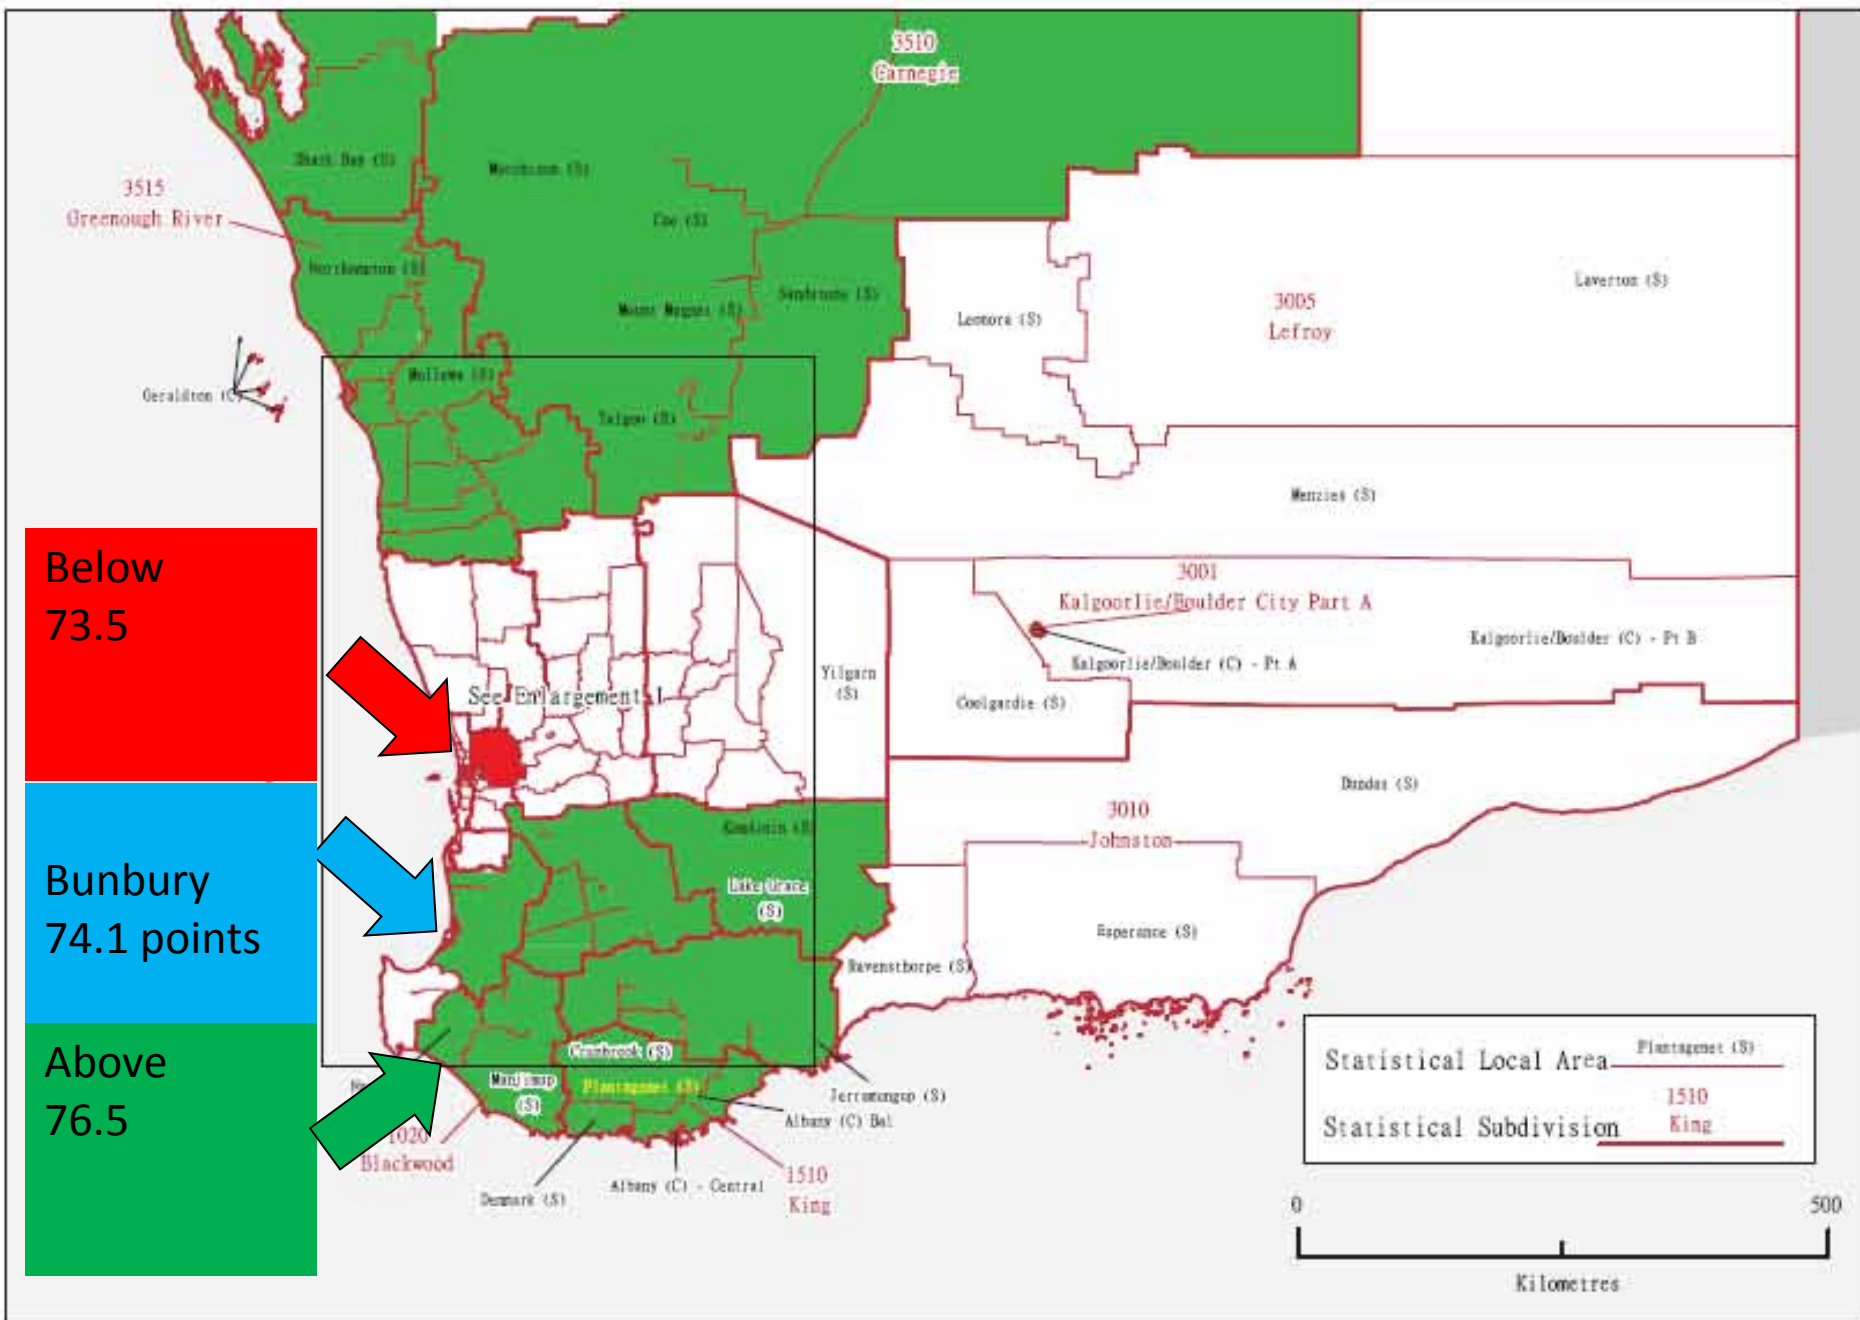 3510
Carnegie
Shark Bay (S)
Murchison (S)
3515
Greenough River
Cue (S)
Northampton (S)
Mount Magnet (S)
Sandstone (S)
Leonora (S)
3005
Lefroy
Laverton (S)
Geraldton (C)
Mullewa (S)
Yalgoo (S)
Menzies (S)
Below
73.5
3001
Kalgoorlie/Boulder City Part A
Kalgoorlie/Boulder (C) - Pt B
Kalgoorlie/Boulder (C) - Pt A
See Enlargement 1
Yilgarn
(S)
Coolgardie (S)
Dundas (S)
3010
Johnston
Kondinin (S)
Bunbury
74.1 points
Lake Grace
(S)
Esperance (S)
Ravensthorpe (S)
Above
76.5
Cranbrook (S)
Manjimup
(S)
Plantagenet (S)
Jerramungup (S)
Albany (C) Bal
1020
Blackwood
Denmark (S)
Albany (C) - Central
1510
King
Statistical Local Area
Plantagenet (S)
Statistical Subdivision
1510
King
0
500
Kilometres